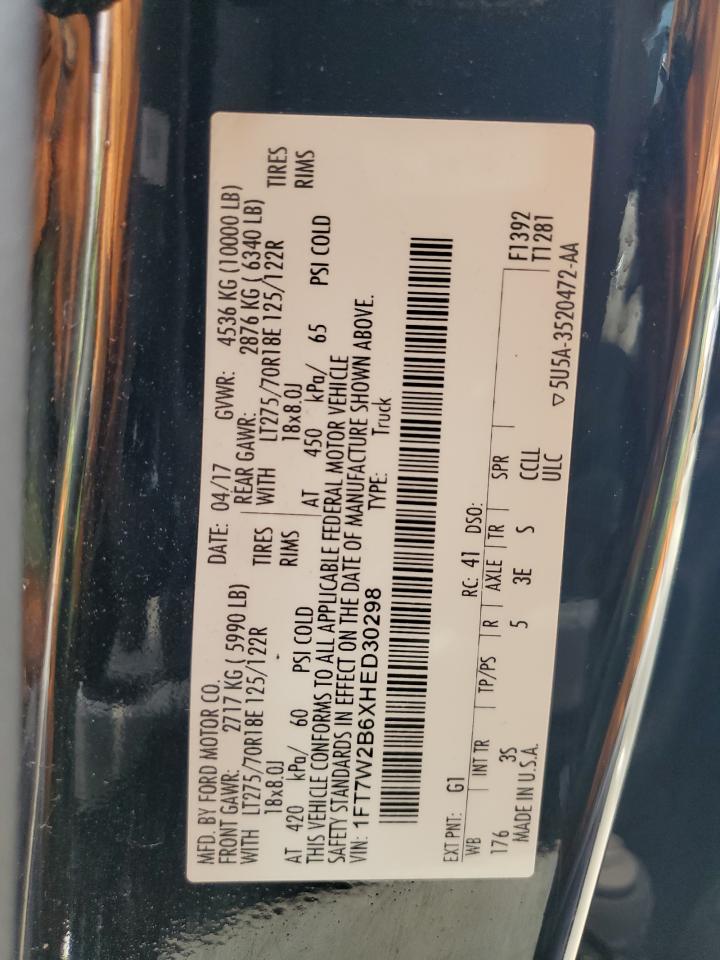 MFD. BY FORD MOTOR CO. DATE: 04/17 GVWR: 4536 KG (10000 LB)
FRONT GAWR: 2717 KG ( 5990 LB) REAR GAWR: 2876 KG ( 6340 LB)
WITH LT275/70R18E 125/122R TIRES WITH LT275/70R18E 125/122R TIRES
18x8.0J RIMS 18x8.0J RIMS
AT 420 kPa/ 60 PSI COLD AT 450 kPa/ 65 PSI COLD
THIS VEHICLE CONFORMS TO ALL APPLICABLE FEDERAL MOTOR VEHICLE
SAFETY STANDARDS IN EFFECT ON THE DATE OF MANUFACTURE SHOWN ABOVE.
VIN: 1FT7W2B6XHED30298 TYPE: Truck
EXT PNT: G1 RC: 41 DSO: F1392
WB INT TR TP/PS R AXLE TR SPR T1281
176 3S 5 3E S CCLL
MADE IN U.S.A. ULC ▽5U5A-3520472-AA